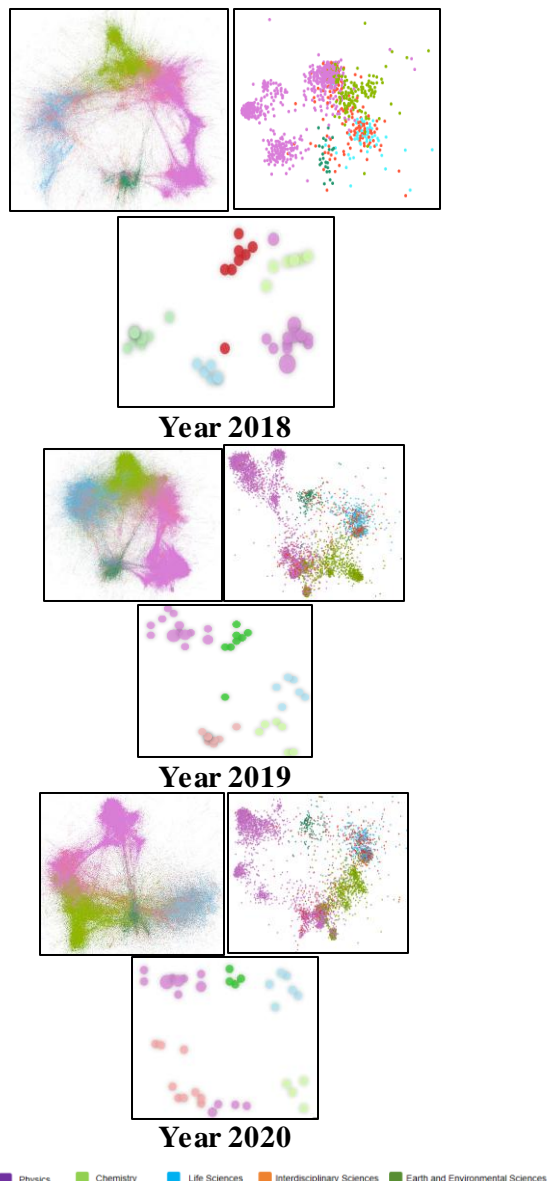 Year 2018
Year 2019
Year 2020
Physics Chemistry Life Sciences Interdisciplinary Sciences Earth and Environmental Sciences